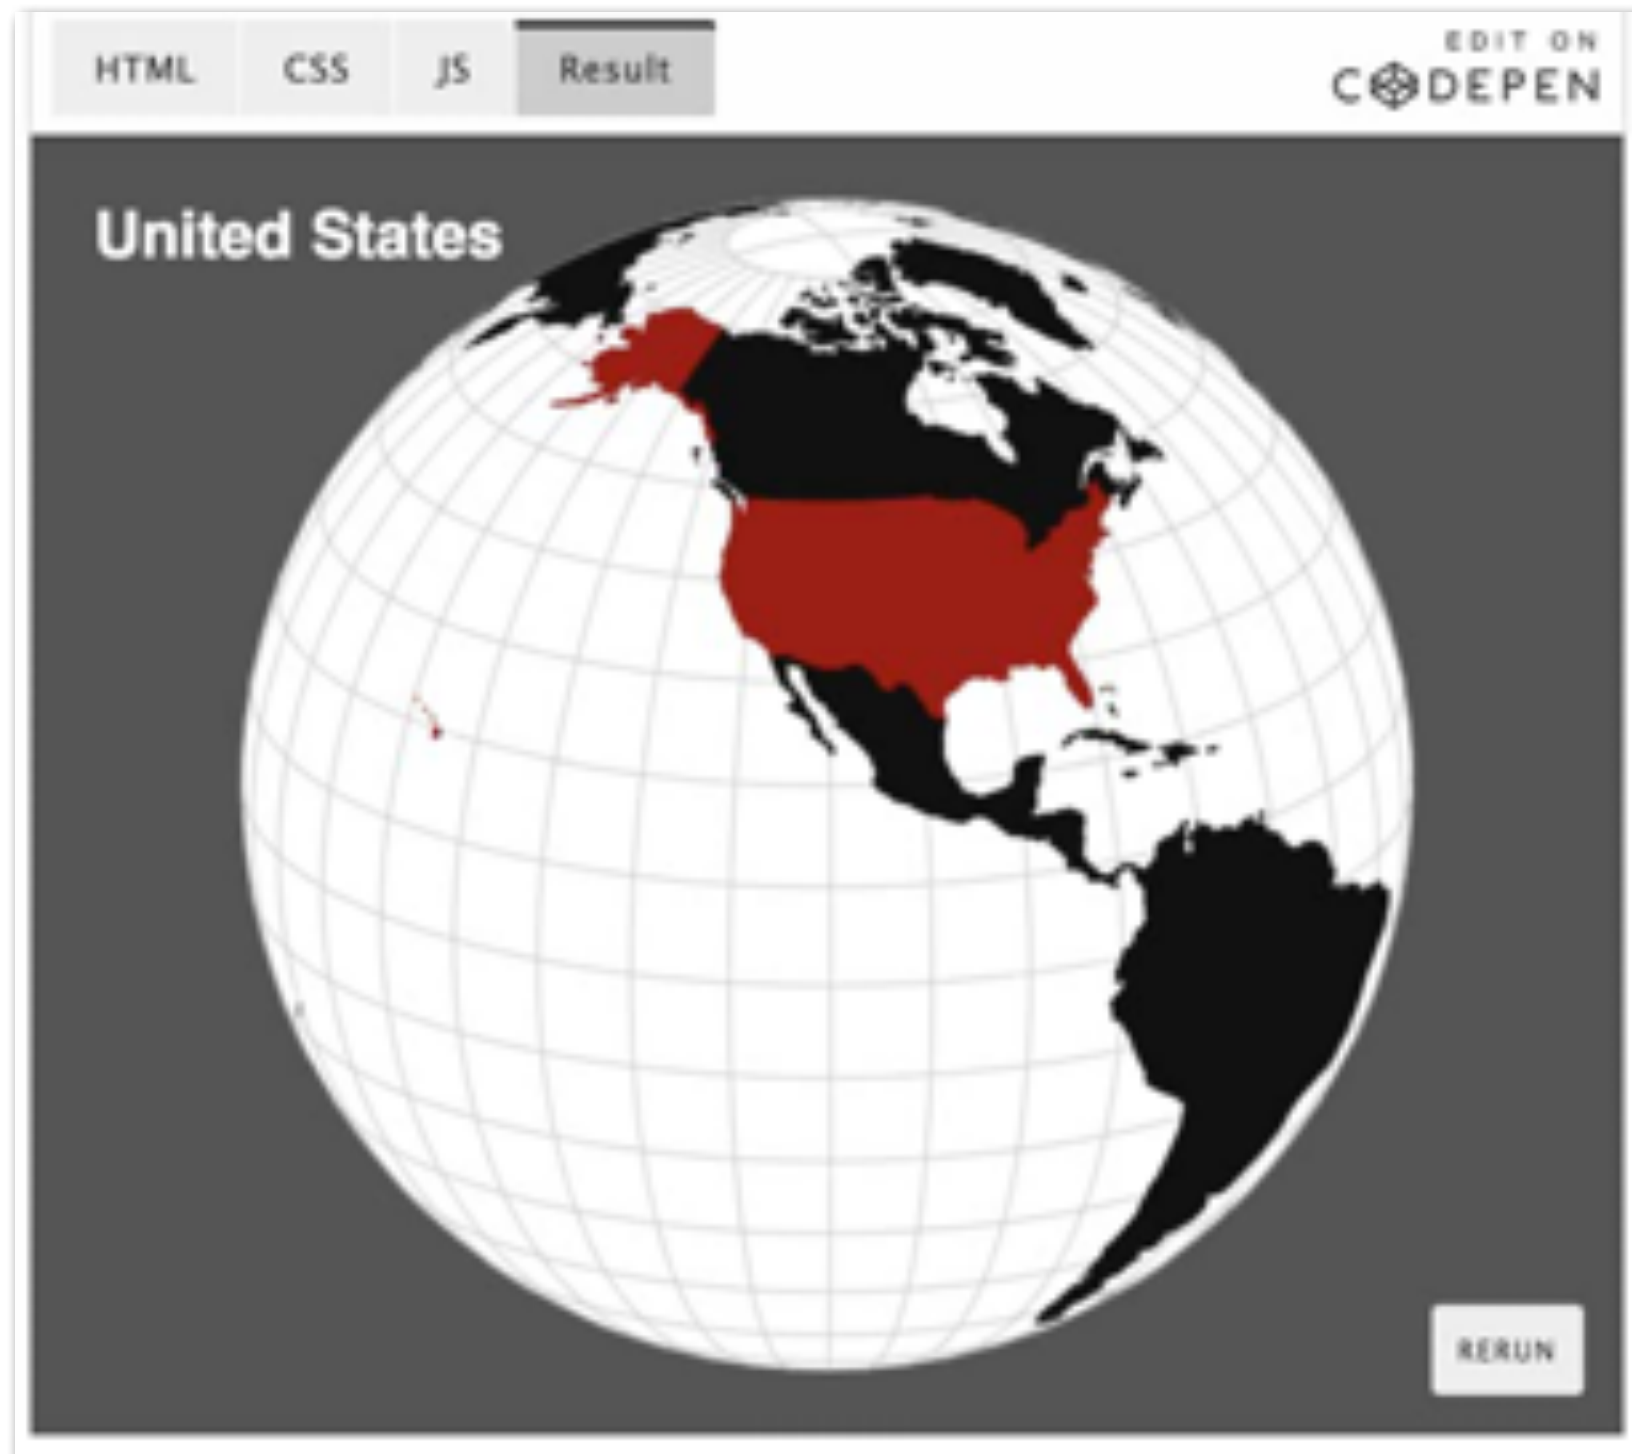 HTML CSS JS Result
EDIT ON
CODEPEN
United States
RERUN